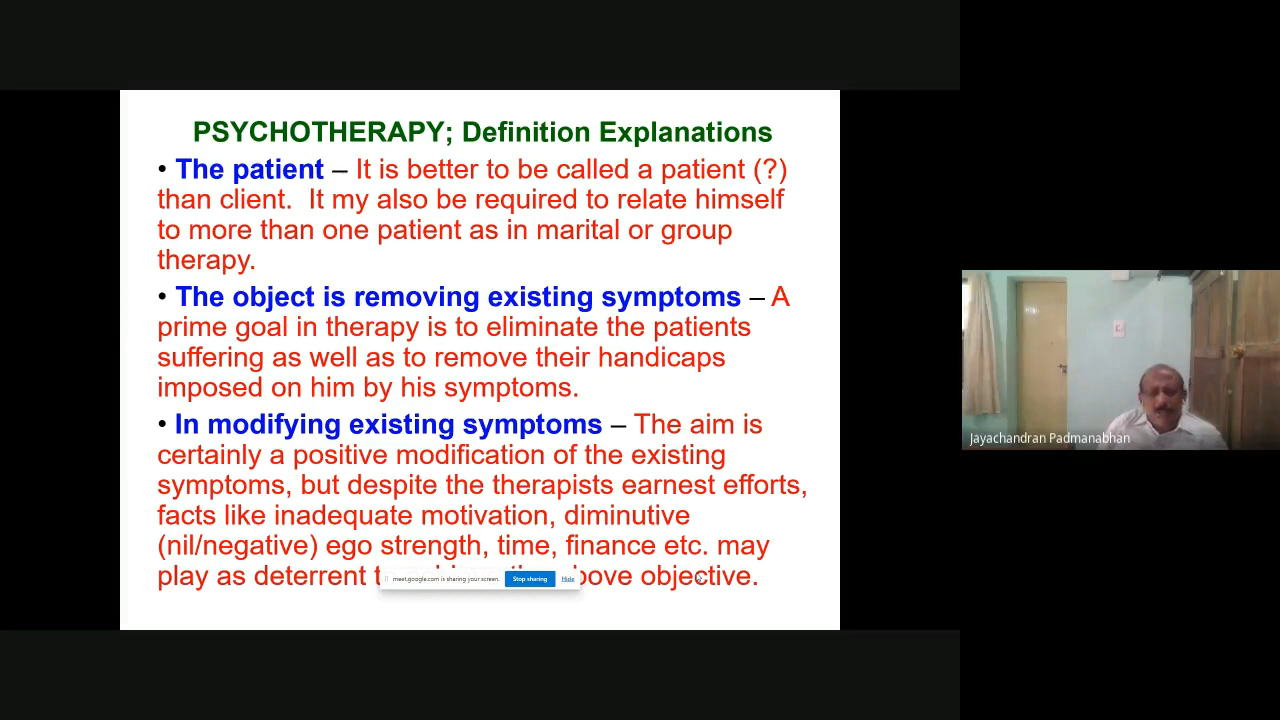 PSYCHOTHERAPY; Definition Explanations
• The patient – It is better to be called a patient (?)
than client.  It my also be required to relate himself
to more than one patient as in marital or group
therapy.
• The object is removing existing symptoms – A
prime goal in therapy is to eliminate the patients
suffering as well as to remove their handicaps
imposed on him by his symptoms.
• In modifying existing symptoms – The aim is
certainly a positive modification of the existing
symptoms, but despite the therapists earnest efforts,
facts like inadequate motivation, diminutive
(nil/negative) ego strength, time, finance etc. may
play as deterrent objective.
meet.google.com is sharing your screen. Stop sharing Hide
Jayachandran Padmanabhan